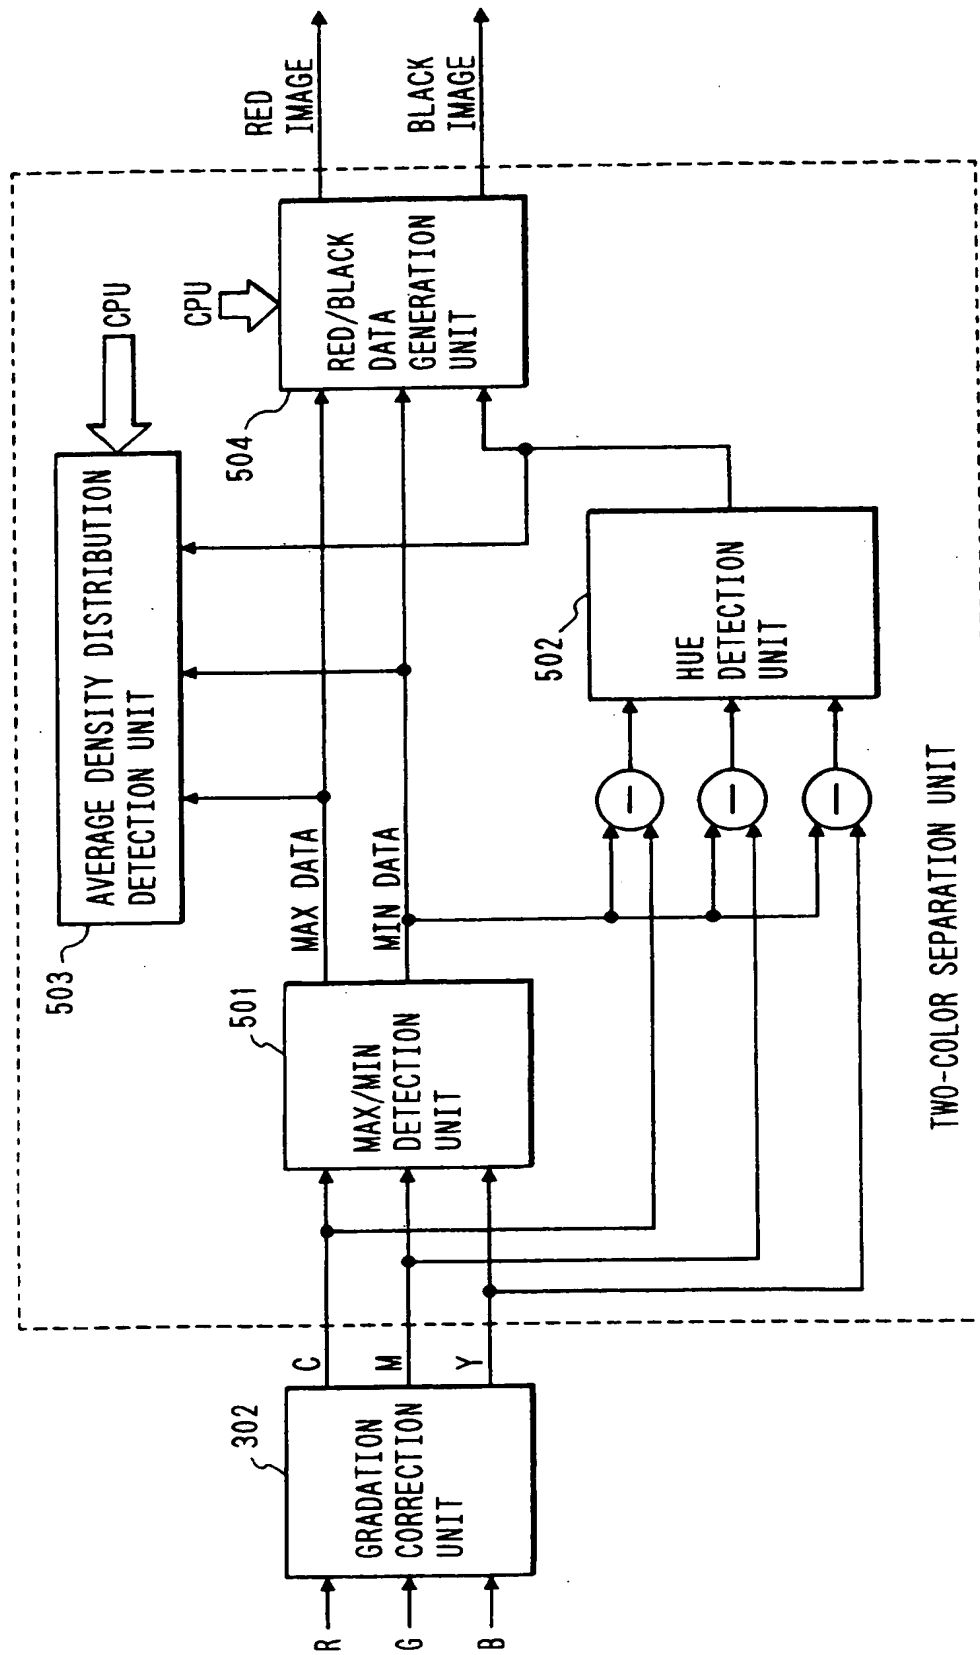 AVERAGE DENSITY DISTRIBUTION
DETECTION UNIT
503
CPU
CPU
RED
IMAGE
BLACK
IMAGE
RED/BLACK
DATA
GENERATION
UNIT
504
MAX DATA
MIN DATA
501
MAX/MIN
DETECTION
UNIT
302
GRADATION
CORRECTION
UNIT
R
G
B
C
M
Y
502
HUE
DETECTION
UNIT
−
−
−
TWO-COLOR SEPARATION UNIT